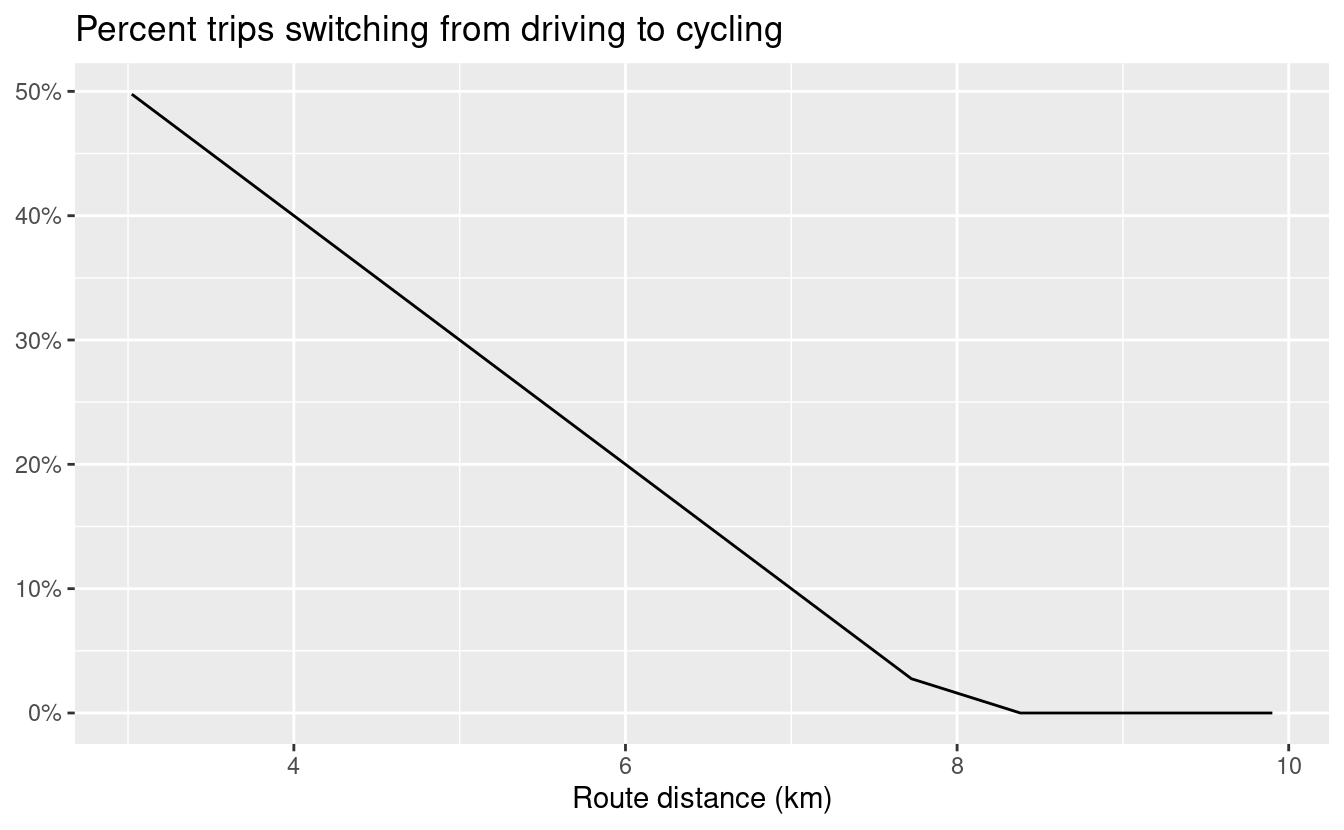 Percent trips switching from driving to cycling
50%
40%
30%
20%
10%
0%
4 6 8 10
Route distance (km)